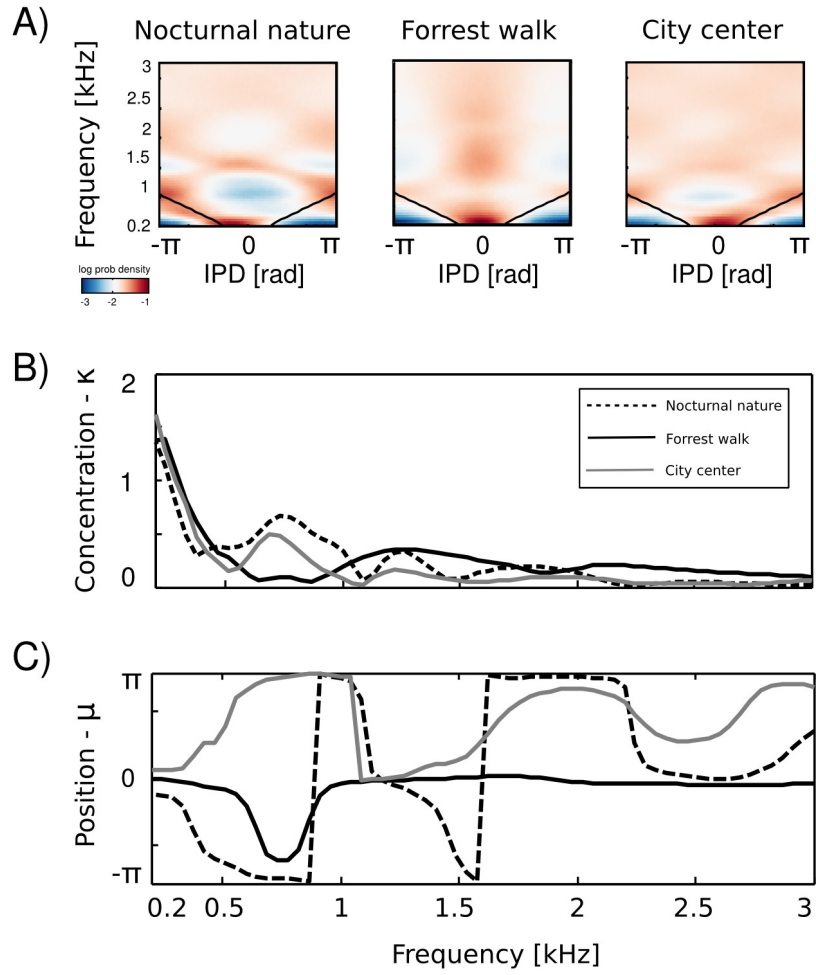 A)
Nocturnal nature Forrest walk City center
Frequency [kHz]
3
2.5
2
1.5
1
0.2
-π 0 π -π 0 π -π 0 π
IPD [rad] IPD [rad] IPD [rad]
log prob density
-3 -2 -1
B)
Concentration - κ
2
1
0
Nocturnal nature
Forrest walk
City center
C)
Position - μ
π
0
-π
0.2 0.5 1 1.5 2 2.5 3
Frequency [kHz]